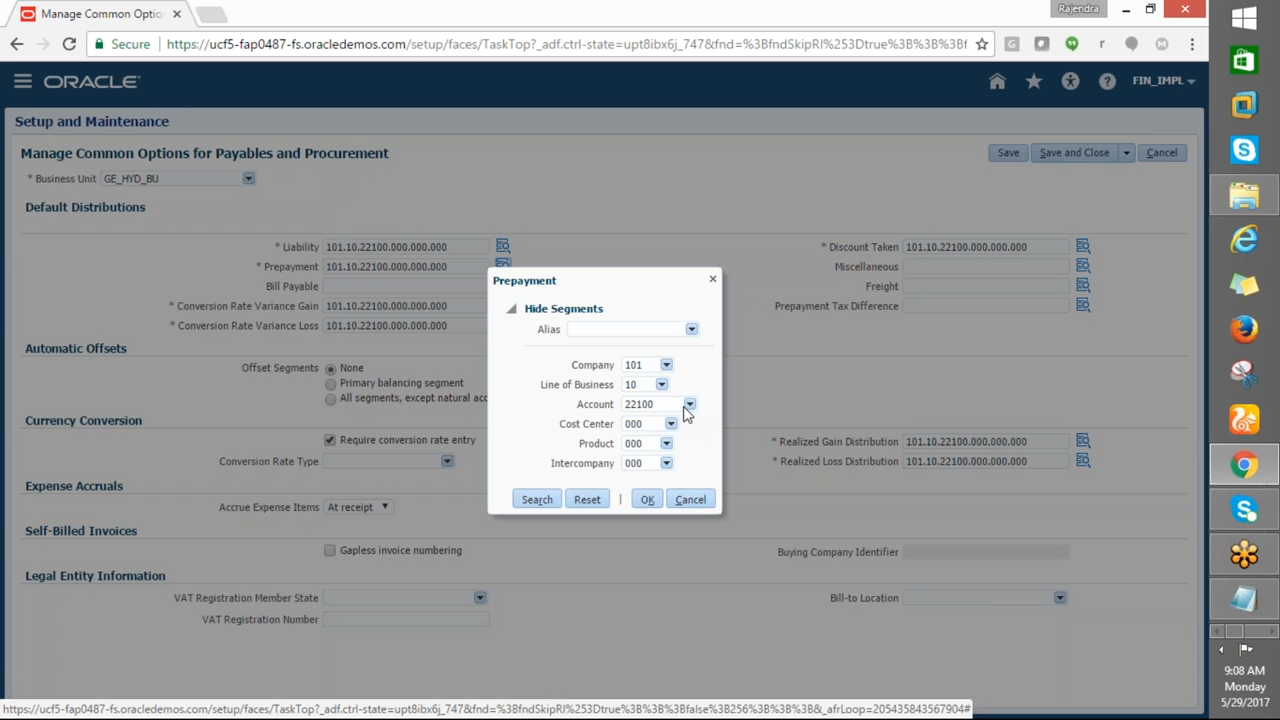 Manage Common Optio
Rajendra
Secure
https://ucf5-fap0487-fs.oracledemos.com/setup/faces/TaskTop?_adf.ctrl-state=upt8ibx6j_747&fnd=%3BfndSkipRI%253Dtrue%3B%3B%3Bf
ORACLE
FIN_IMPL
Setup and Maintenance
Manage Common Options for Payables and Procurement
Save
Save and Close
Cancel
* Business Unit GE_HYD_BU
Default Distributions
* Liability 101.10.22100.000.000.000
* Discount Taken 101.10.22100.000.000.000
* Prepayment 101.10.22100.000.000.000
Miscellaneous
Bill Payable
Freight
* Conversion Rate Variance Gain 101.10.22100.000.000.000
Prepayment Tax Difference
* Conversion Rate Variance Loss 101.10.22100.000.000.000
Prepayment
Hide Segments
Alias
Company 101
Line of Business 10
Account 22100
Cost Center 000
Product 000
Intercompany 000
Search
Reset
OK
Cancel
Automatic Offsets
Offset Segments
None
Primary balancing segment
All segments, except natural acc
Currency Conversion
Require conversion rate entry
* Realized Gain Distribution 101.10.22100.000.000.000
Conversion Rate Type
* Realized Loss Distribution 101.10.22100.000.000.000
Expense Accruals
Accrue Expense Items At receipt
Self-Billed Invoices
Gapless invoice numbering
Buying Company Identifier
Legal Entity Information
VAT Registration Member State
Bill-to Location
VAT Registration Number
https://ucf5-fap0487-fs.oracledemos.com/setup/faces/TaskTop?_adf.ctrl-state=upt8ibx6j_747&fnd=%3BfndSkipRI%253Dtrue%3B%3B%3Bfalse%3B256%3B%3B%3B&_afrLoop=205435843567904#
9:08 AM
Monday
5/29/2017